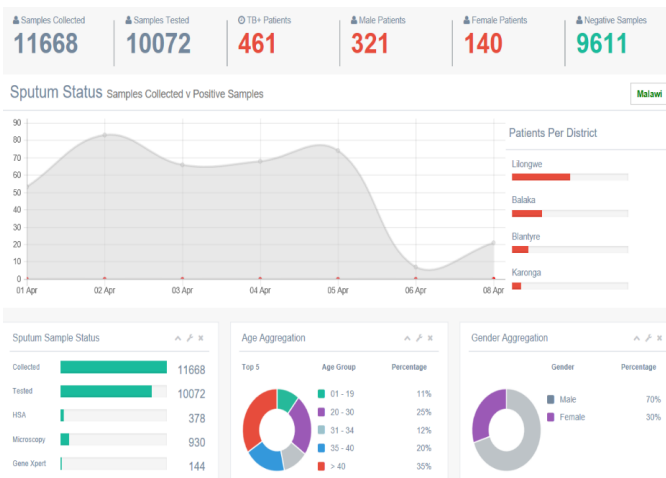 Samples Collected
11668
Samples Tested
10072
TB+ Patients
461
Male Patients
321
Female Patients
140
Negative Samples
9611
Sputum Status Samples Collected v Positive Samples
Malawi
90
80
70
60
50
40
30
20
10
0
01 Apr 02 Apr 03 Apr 04 Apr 05 Apr 06 Apr 08 Apr
Patients Per District
Lilongwe
Balaka
Blantyre
Karonga
Sputum Sample Status
Collected 11668
Tested 10072
HSA 378
Microscopy 930
Gene Xpert 144
Age Aggregation
Top 5 Age Group Percentage
01 - 19 11%
20 - 30 25%
31 - 34 12%
35 - 40 20%
> 40 35%
Gender Aggregation
Gender Percentage
Male 70%
Female 30%